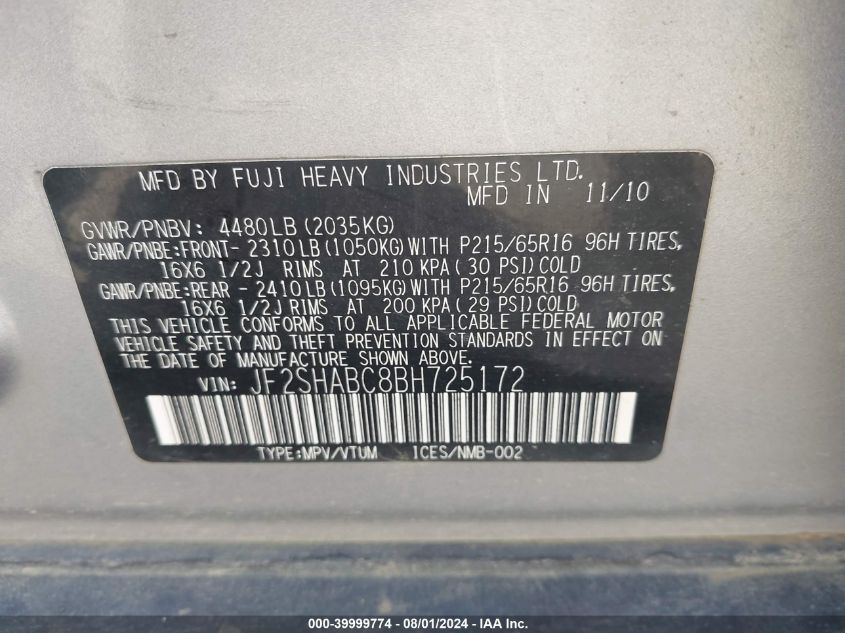 MFD BY FUJI HEAVY INDUSTRIES LTD.
MFD IN 11/10
GVWR/PNBV: 4480LB (2035KG)
GAWR/PNBE:FRONT- 2310LB(1050KG)WITH P215/65R16 96H TIRES,
16X6 1/2J RIMS AT 210 KPA( 30 PSI)COLD
GAWR/PNBE:REAR - 2410LB(1095KG)WITH P215/65R16 96H TIRES,
16X6 1/2J RIMS AT 200 KPA( 29 PSI)COLD
THIS VEHICLE CONFORMS TO ALL APPLICABLE FEDERAL MOTOR
VEHICLE SAFETY AND THEFT PREVENTION STANDARDS IN EFFECT ON
THE DATE OF MANUFACTURE SHOWN ABOVE.
VIN: JF2SHABC8BH725172
TYPE:MPV/VTUM ICES/NMB-002
000-39999774 - 08/01/2024 - IAA Inc.